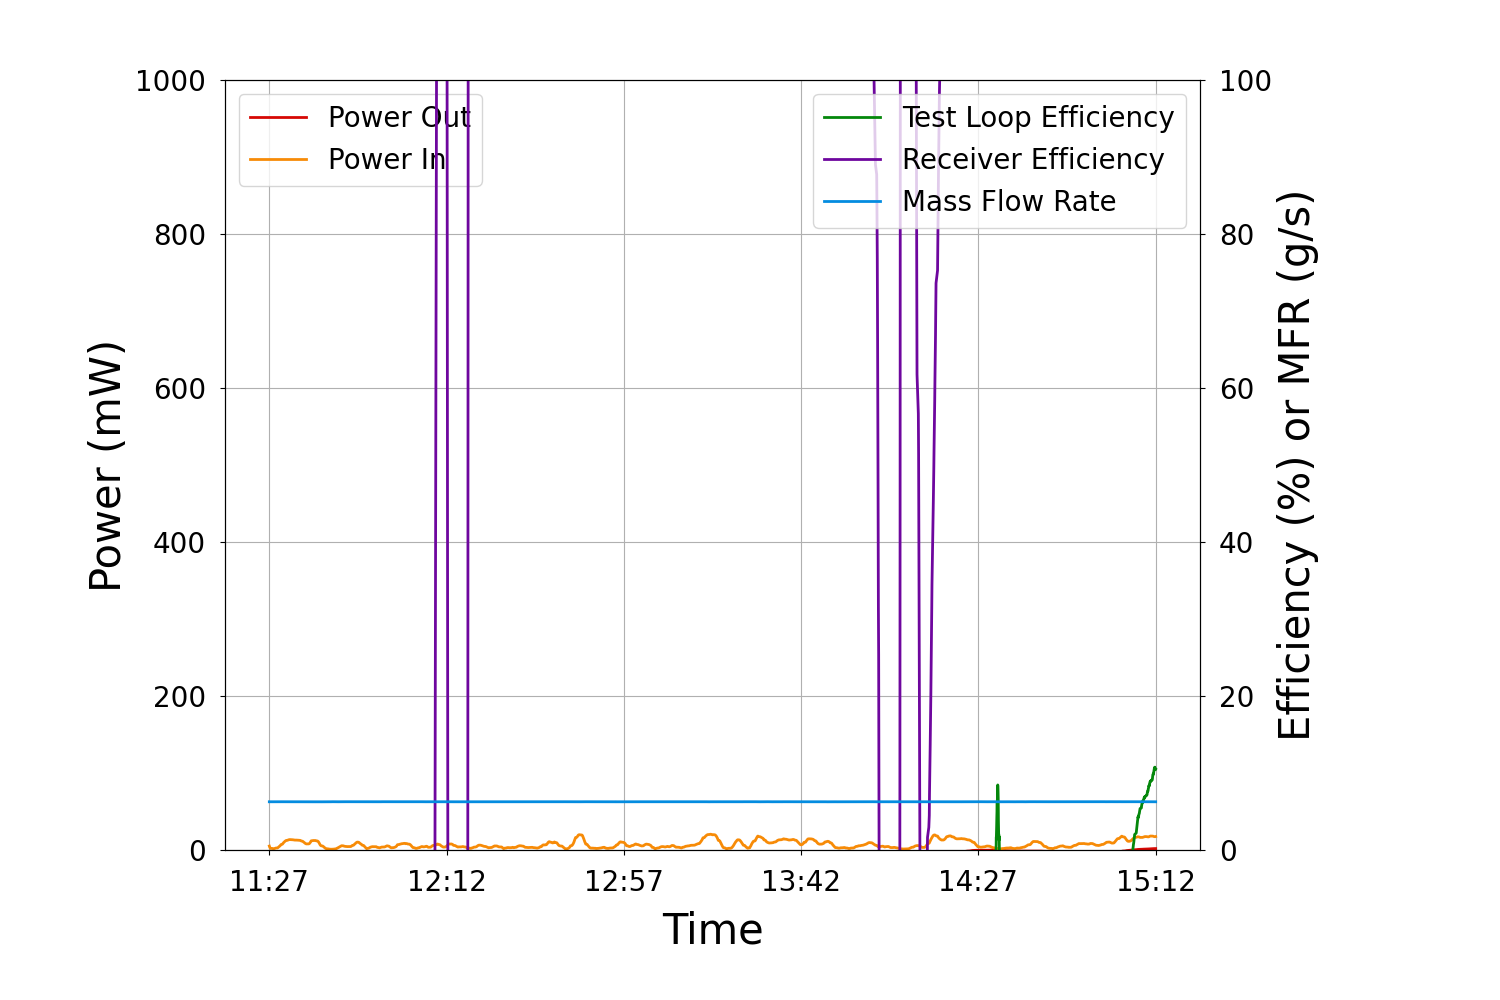 1000
800
600
400
200
0
Power (mW)
Power Out
Power In
Test Loop Efficiency
Receiver Efficiency
Mass Flow Rate
100
80
60
40
20
0
Efficiency (%) or MFR (g/s)
11:27 12:12 12:57 13:42 14:27 15:12
Time